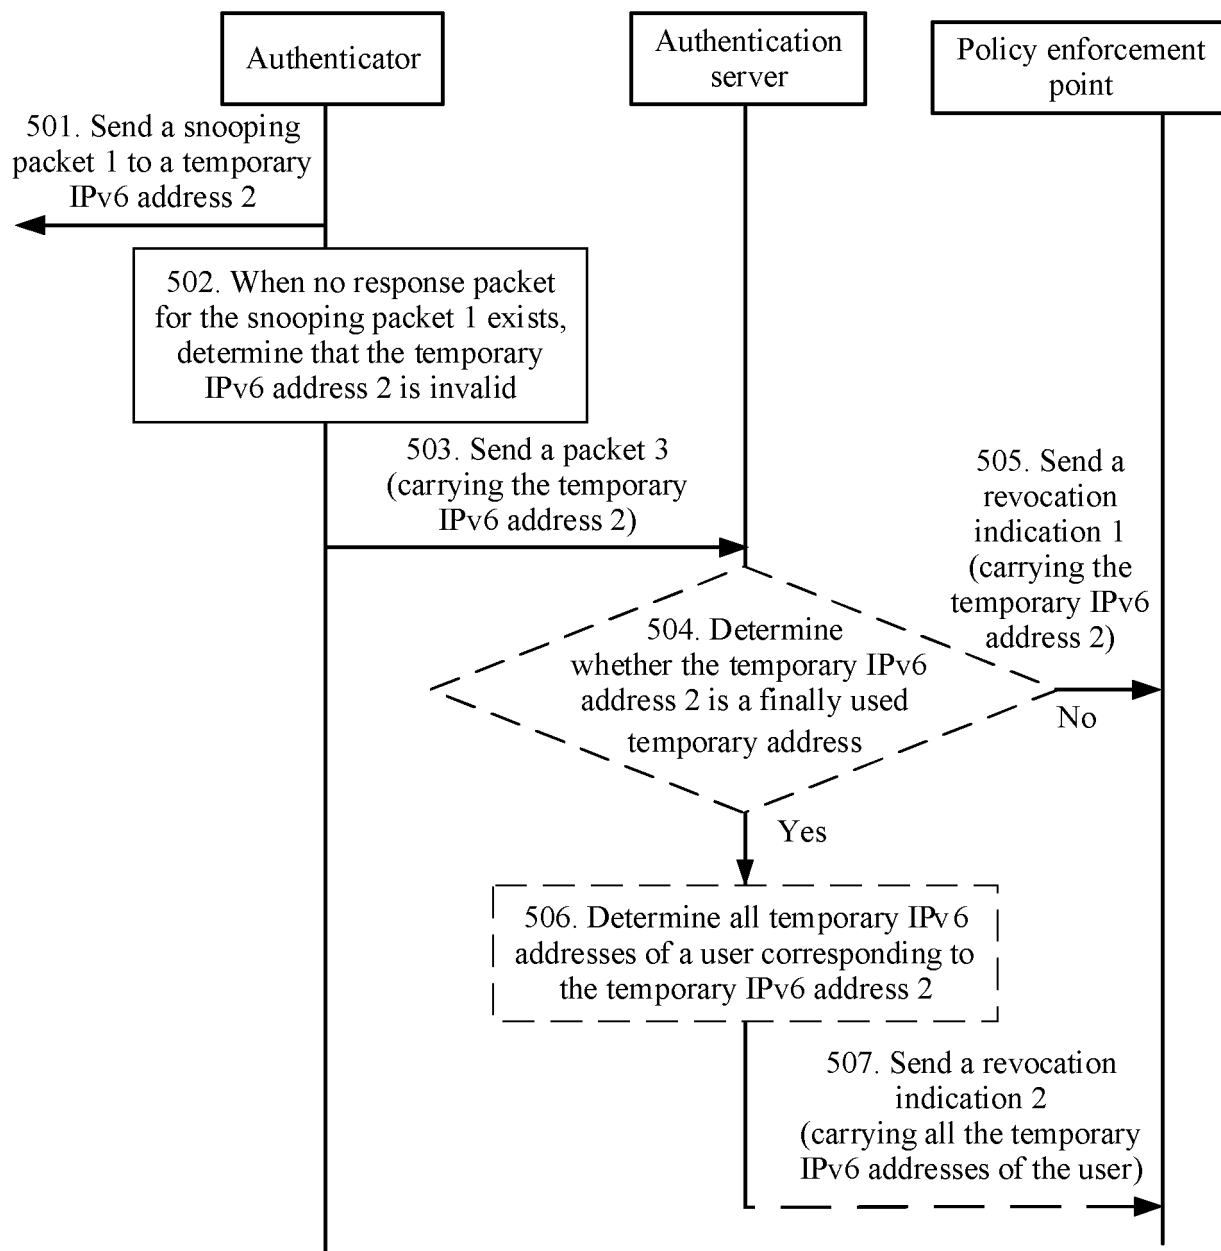 Authenticator
Authentication
server
Policy enforcement
point
501. Send a snooping
packet 1 to a temporary
IPv6 address 2
502. When no response packet
for the snooping packet 1 exists,
determine that the temporary
IPv6 address 2 is invalid
503. Send a packet 3
(carrying the temporary
IPv6 address 2)
504. Determine
whether the temporary IPv6
address 2 is a finally used
temporary address
505. Send a
revocation
indication 1
(carrying the
temporary IPv6
address 2)
No
Yes
506. Determine all temporary IPv6
addresses of a user corresponding to
the temporary IPv6 address 2
507. Send a revocation
indication 2
(carrying all the temporary
IPv6 addresses of the user)